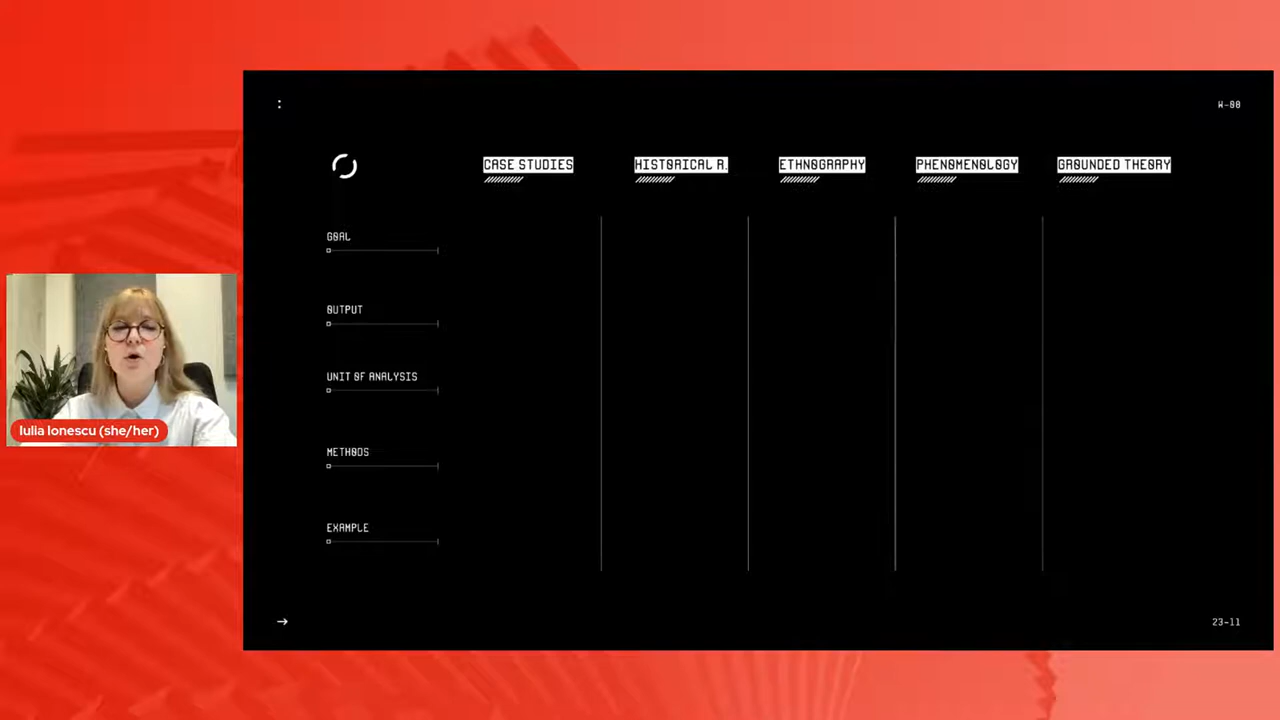 :
W-00
CASE STUDIES
HISTORICAL R.
ETHNOGRAPHY
PHENOMENOLOGY
GROUNDED THEORY
GOAL
OUTPUT
UNIT OF ANALYSIS
METHODS
EXAMPLE
Iulia Ionescu (she/her)
→
23-11